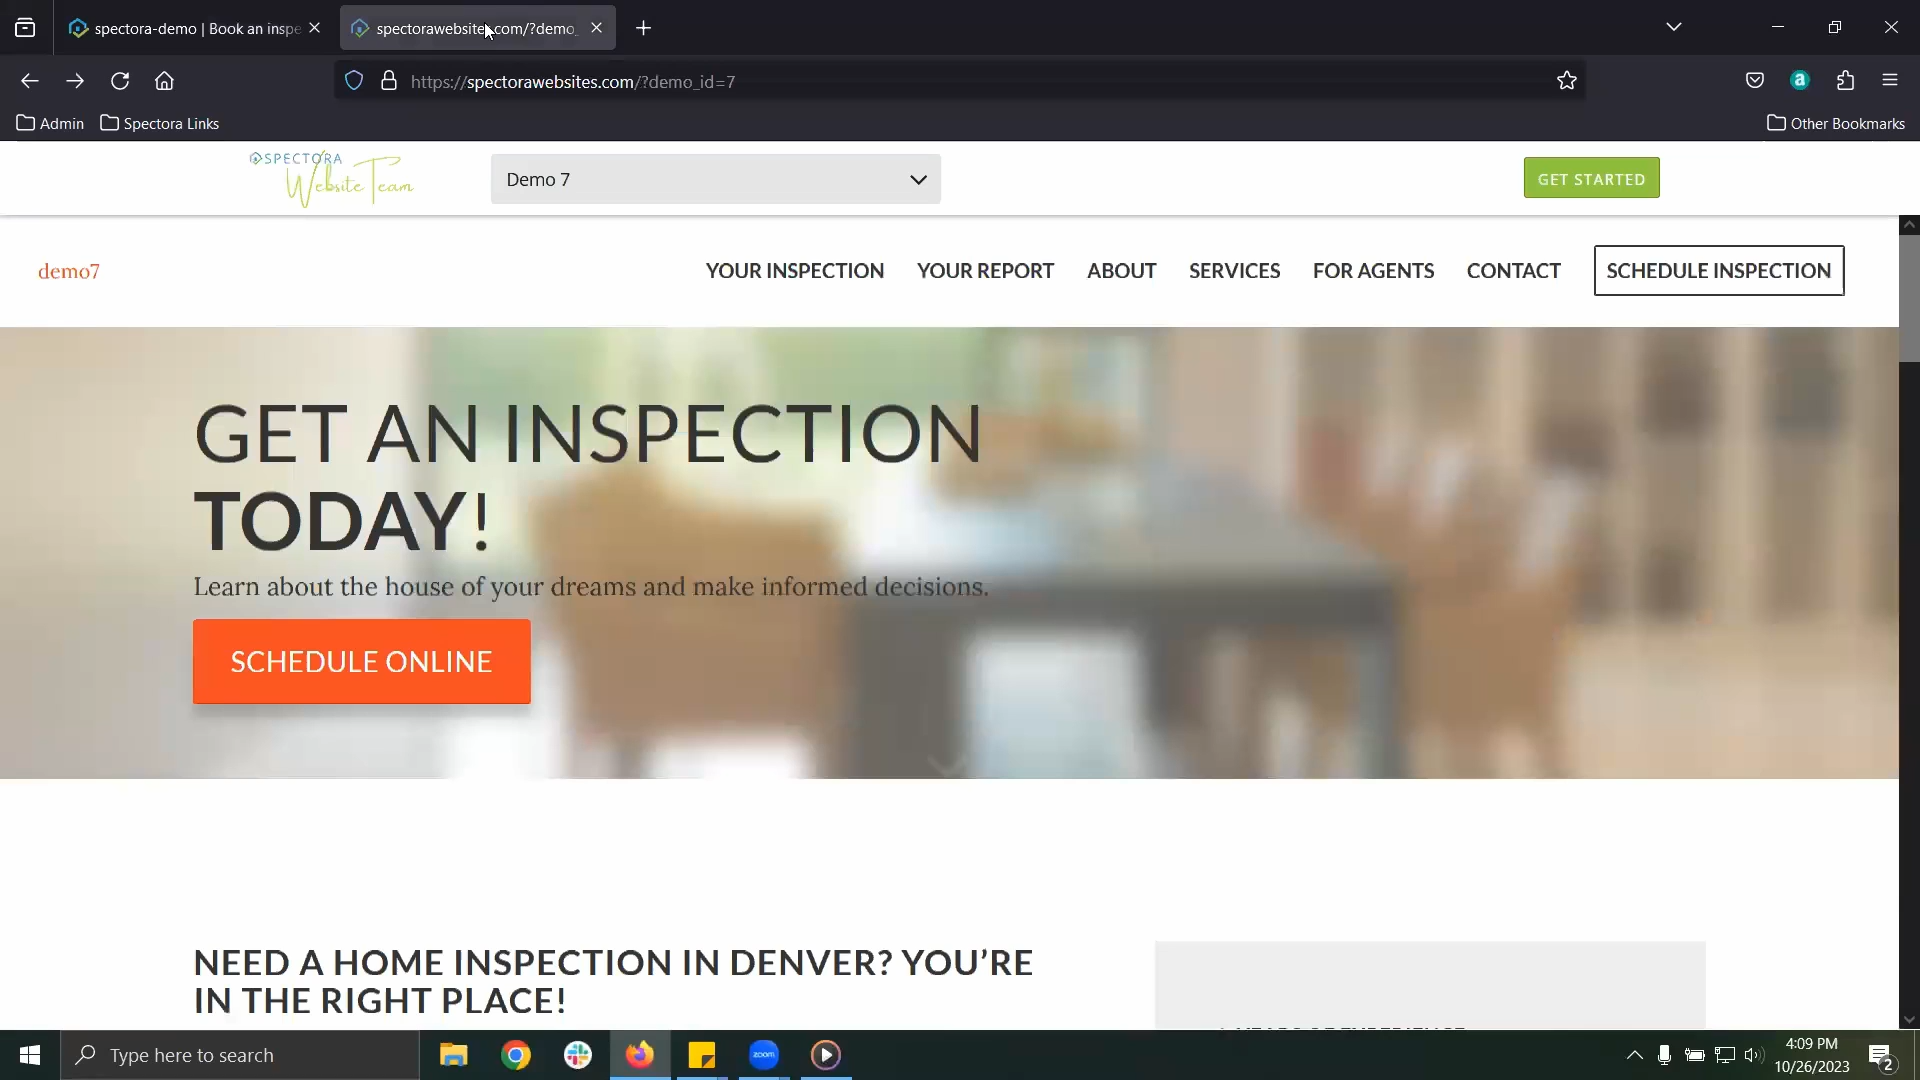 spectora-demo | Book an inspe
spectorawebsites.com/?demo_
https://spectorawebsites.com/?demo_id=7
Admin
Spectora Links
Other Bookmarks
SPECTORA
Website Team
Demo 7
GET STARTED
demo7
YOUR INSPECTION
YOUR REPORT
ABOUT
SERVICES
FOR AGENTS
CONTACT
SCHEDULE INSPECTION
GET AN INSPECTION
TODAY!
Learn about the house of your dreams and make informed decisions.
SCHEDULE ONLINE
NEED A HOME INSPECTION IN DENVER? YOU’RE
IN THE RIGHT PLACE!
Type here to search
zoom
4:09 PM
10/26/2023
2